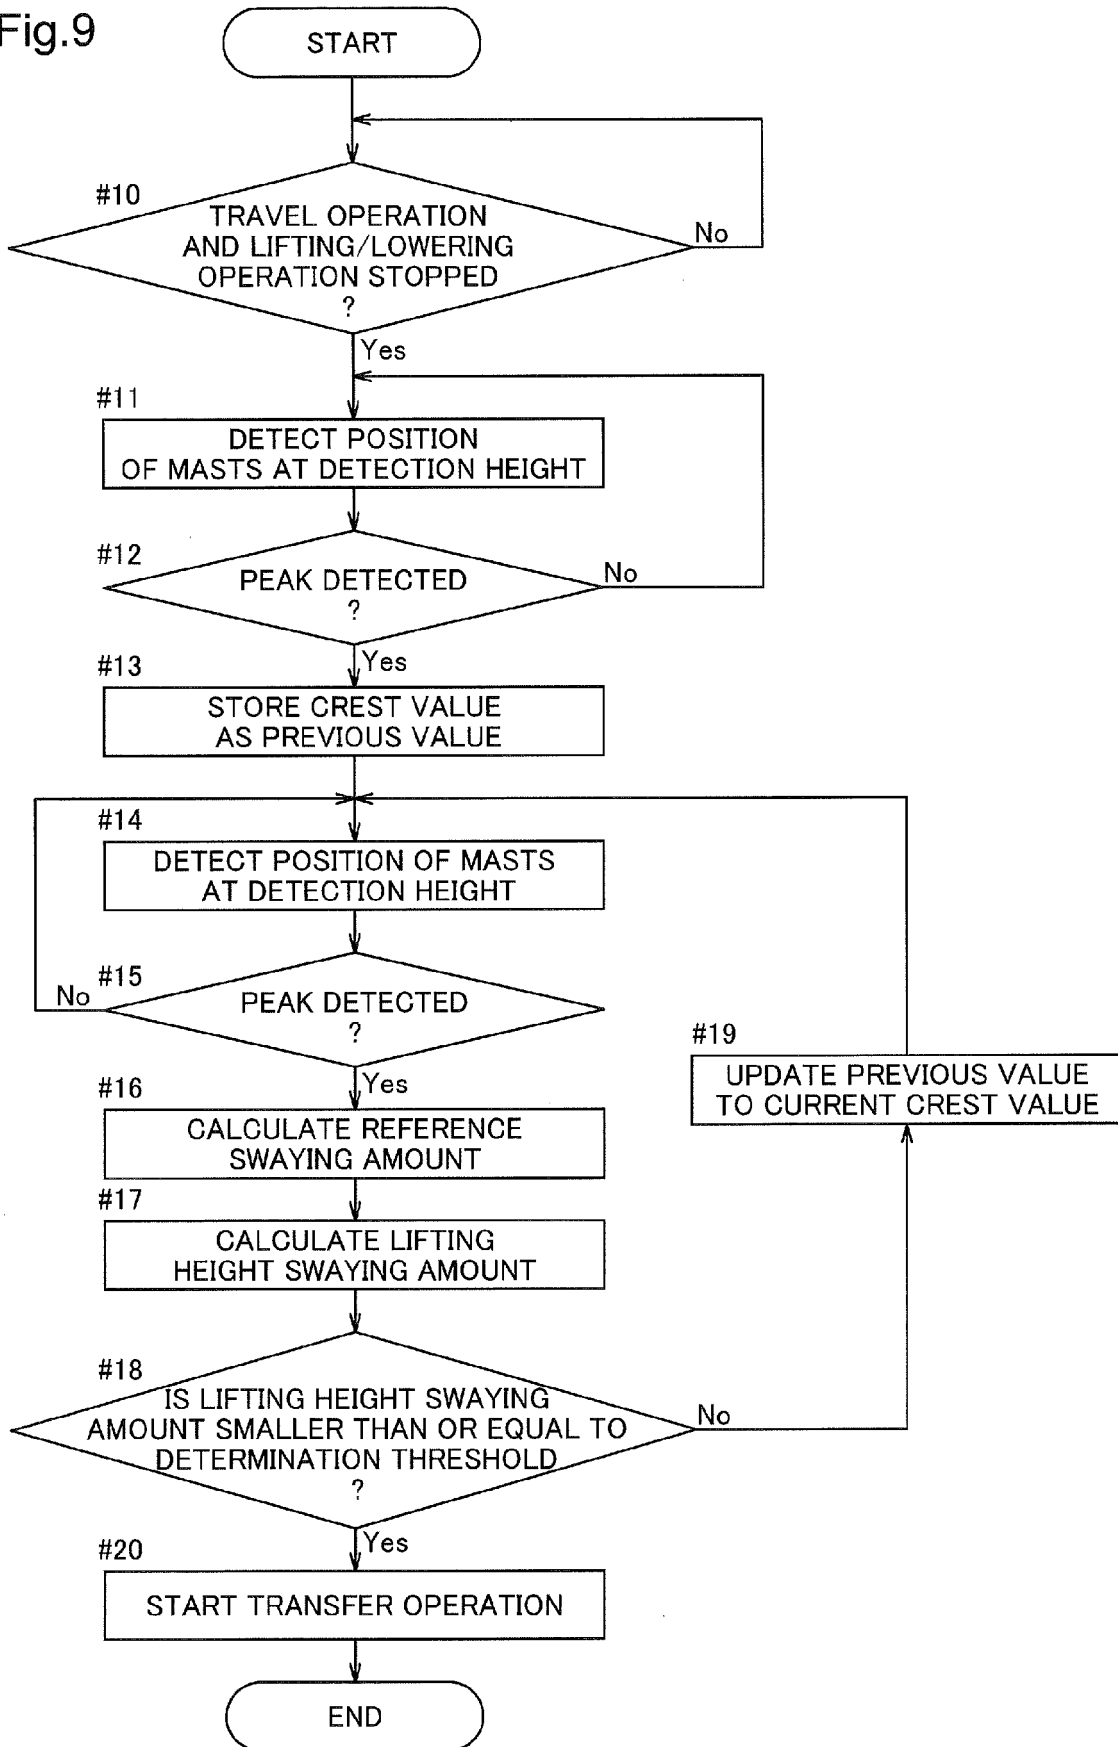 Fig.9
START
#10
TRAVEL OPERATION
AND LIFTING/LOWERING
OPERATION STOPPED
?
No
Yes
#11
DETECT POSITION
OF MASTS AT DETECTION HEIGHT
#12
PEAK DETECTED
?
No
Yes
#13
STORE CREST VALUE
AS PREVIOUS VALUE
#14
DETECT POSITION OF MASTS
AT DETECTION HEIGHT
#15
No
PEAK DETECTED
?
Yes
#19
UPDATE PREVIOUS VALUE
TO CURRENT CREST VALUE
#16
CALCULATE REFERENCE
SWAYING AMOUNT
#17
CALCULATE LIFTING
HEIGHT SWAYING AMOUNT
#18
IS LIFTING HEIGHT SWAYING
AMOUNT SMALLER THAN OR EQUAL TO
DETERMINATION THRESHOLD
?
No
Yes
#20
START TRANSFER OPERATION
END